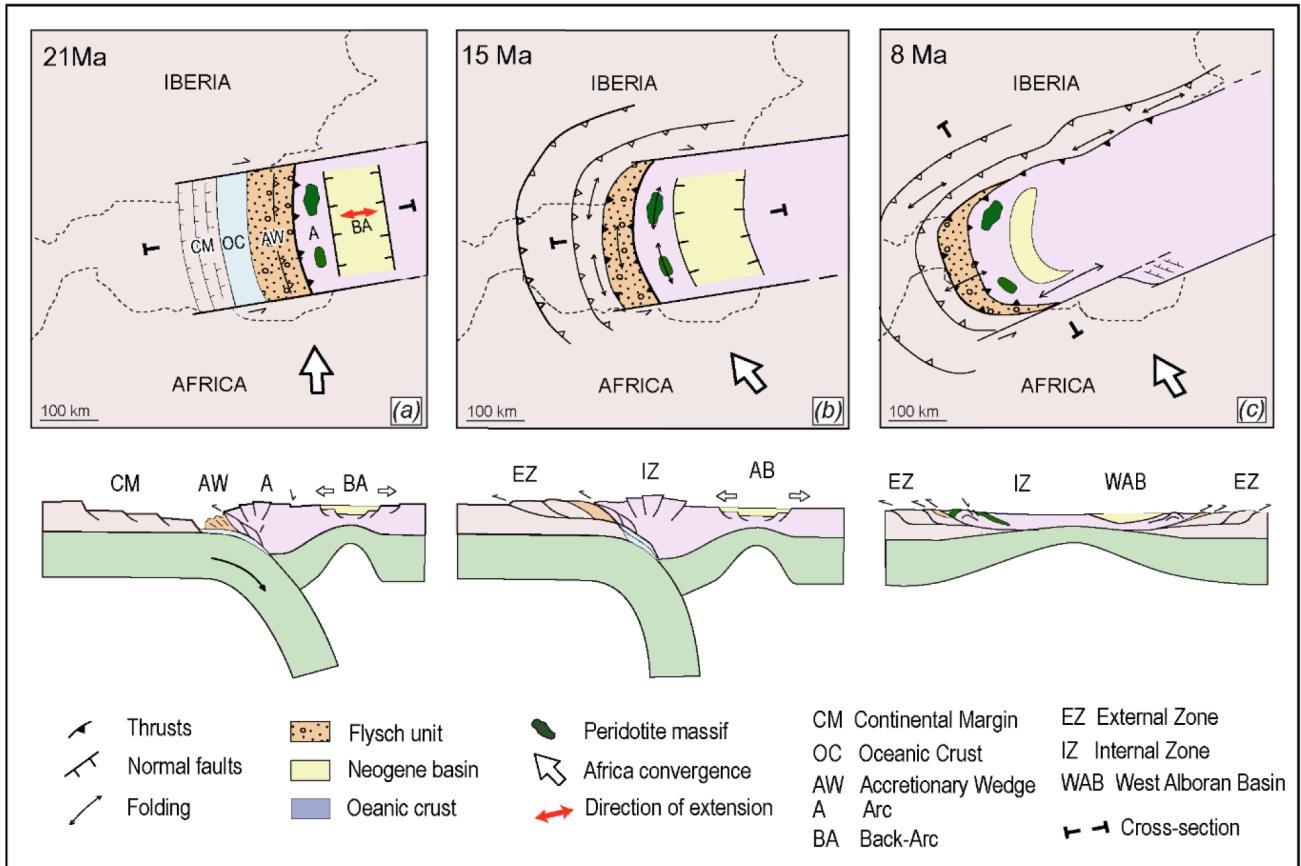 21Ma
IBERIA
CM
OC
AW
A
BA
AFRICA
100 km
(a)
15 Ma
IBERIA
AFRICA
100 km
(b)
8 Ma
IBERIA
AFRICA
100 km
(c)
CM AW A BA
EZ IZ AB
EZ IZ WAB EZ
Thrusts
Normal faults
Folding
Flysch unit
Neogene basin
Oeanic crust
Peridotite massif
Africa convergence
Direction of extension
CM Continental Margin
OC Oceanic Crust
AW Accretionary Wedge
A Arc
BA Back-Arc
EZ External Zone
IZ Internal Zone
WAB West Alboran Basin
Cross-section